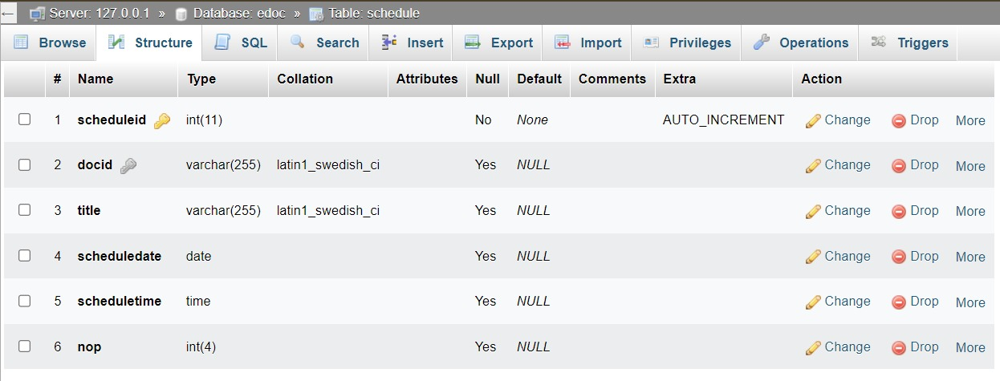 ← Server: 127.0.0.1 » Database: edoc » Table: schedule
Browse Structure SQL Search Insert Export Import Privileges Operations Triggers
# Name Type Collation Attributes Null Default Comments Extra Action
1 scheduleid int(11) No None AUTO_INCREMENT Change Drop More
2 docid varchar(255) latin1_swedish_ci Yes NULL Change Drop More
3 title varchar(255) latin1_swedish_ci Yes NULL Change Drop More
4 scheduledate date Yes NULL Change Drop More
5 scheduletime time Yes NULL Change Drop More
6 nop int(4) Yes NULL Change Drop More